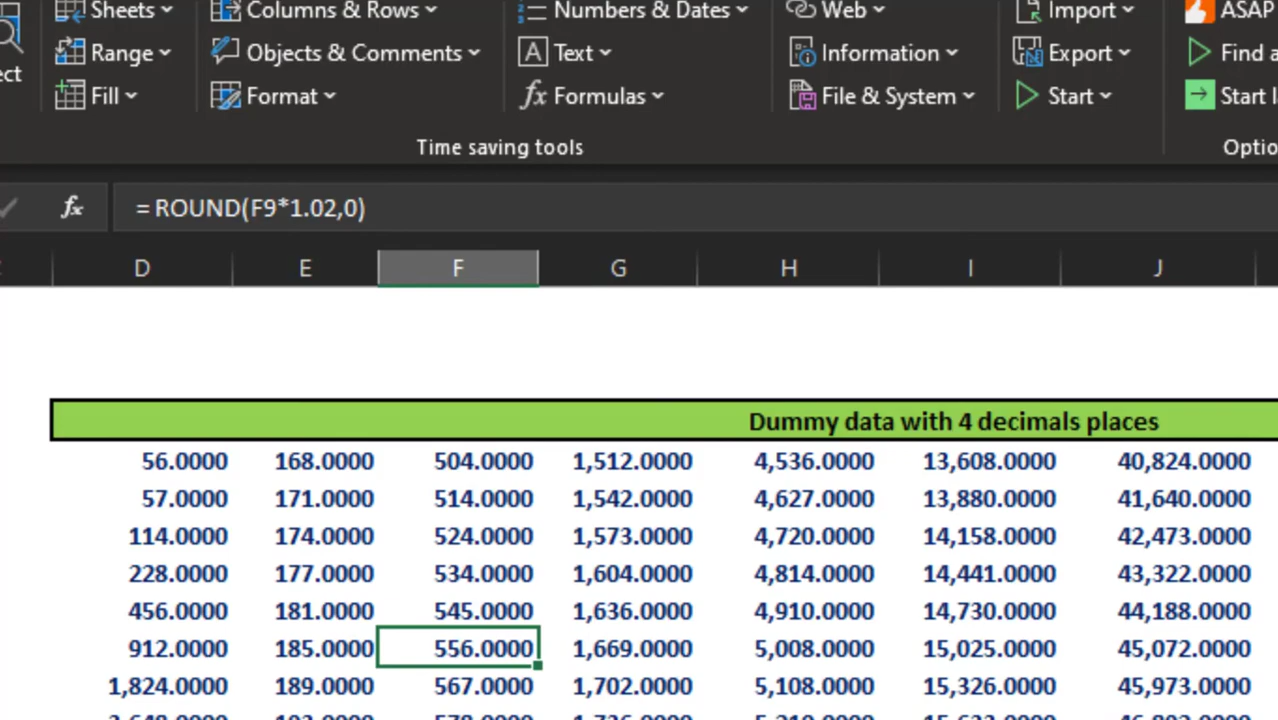 Sheets Columns & Rows Numbers & Dates Web Import ASAP
Range Objects & Comments Text Information Export Find
Fill Format Formulas File & System Start Start
Time saving tools
fx =ROUND(F9*1.02,0)
D E F G H I J
Dummy data with 4 decimals places
56.0000 168.0000 504.0000 1,512.0000 4,536.0000 13,608.0000 40,824.0000
57.0000 171.0000 514.0000 1,542.0000 4,627.0000 13,880.0000 41,640.0000
114.0000 174.0000 524.0000 1,573.0000 4,720.0000 14,158.0000 42,473.0000
228.0000 177.0000 534.0000 1,604.0000 4,814.0000 14,441.0000 43,322.0000
456.0000 181.0000 545.0000 1,636.0000 4,910.0000 14,730.0000 44,188.0000
912.0000 185.0000 556.0000 1,669.0000 5,008.0000 15,025.0000 45,072.0000
1,824.0000 189.0000 567.0000 1,702.0000 5,108.0000 15,326.0000 45,973.0000